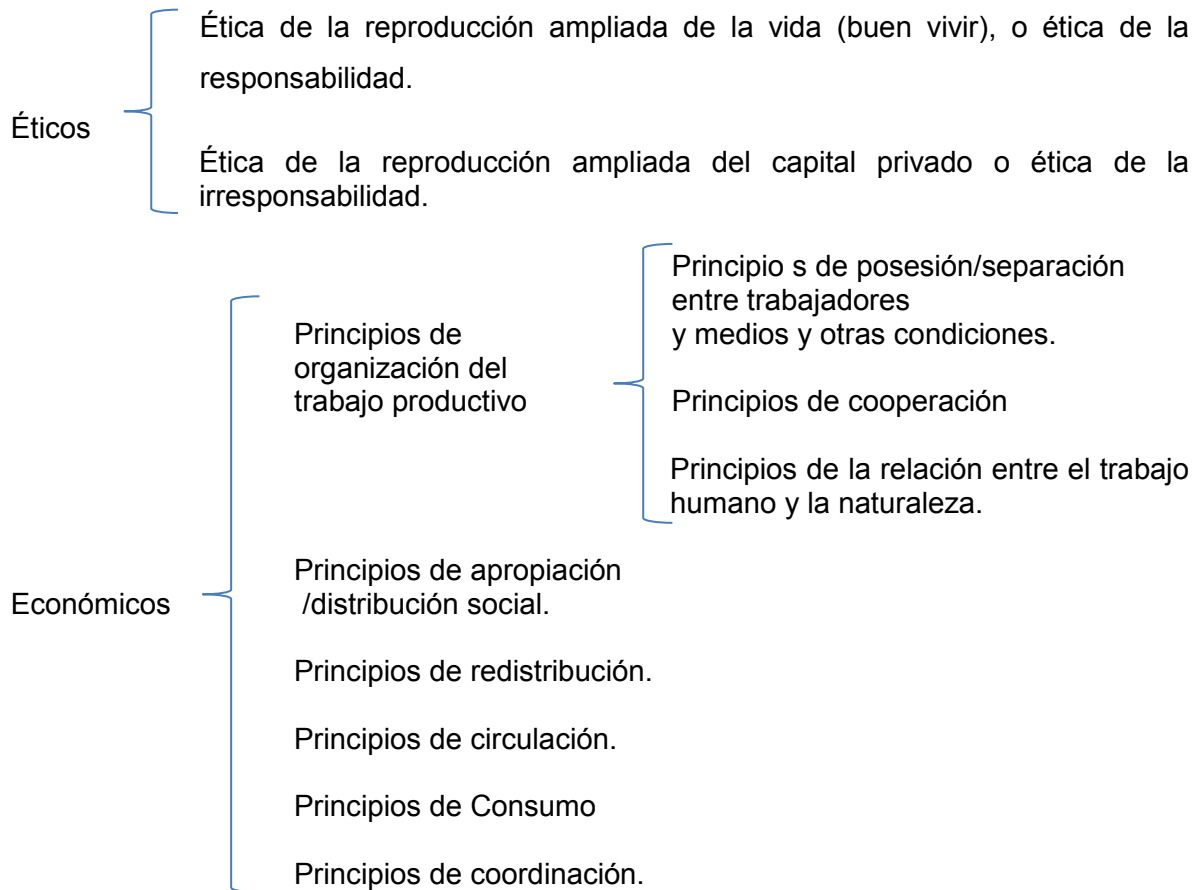 Ética de la reproducción ampliada de la vida (buen vivir), o ética de la
responsabilidad.
Éticos
Ética de la reproducción ampliada del capital privado o ética de la
irresponsabilidad.
Principio s de posesión/separación
entre trabajadores
y medios y otras condiciones.
Principios de
organización del
trabajo productivo
Principios de cooperación
Principios de la relación entre el trabajo
humano y la naturaleza.
Económicos
Principios de apropiación
/distribución social.
Principios de redistribución.
Principios de circulación.
Principios de Consumo
Principios de coordinación.